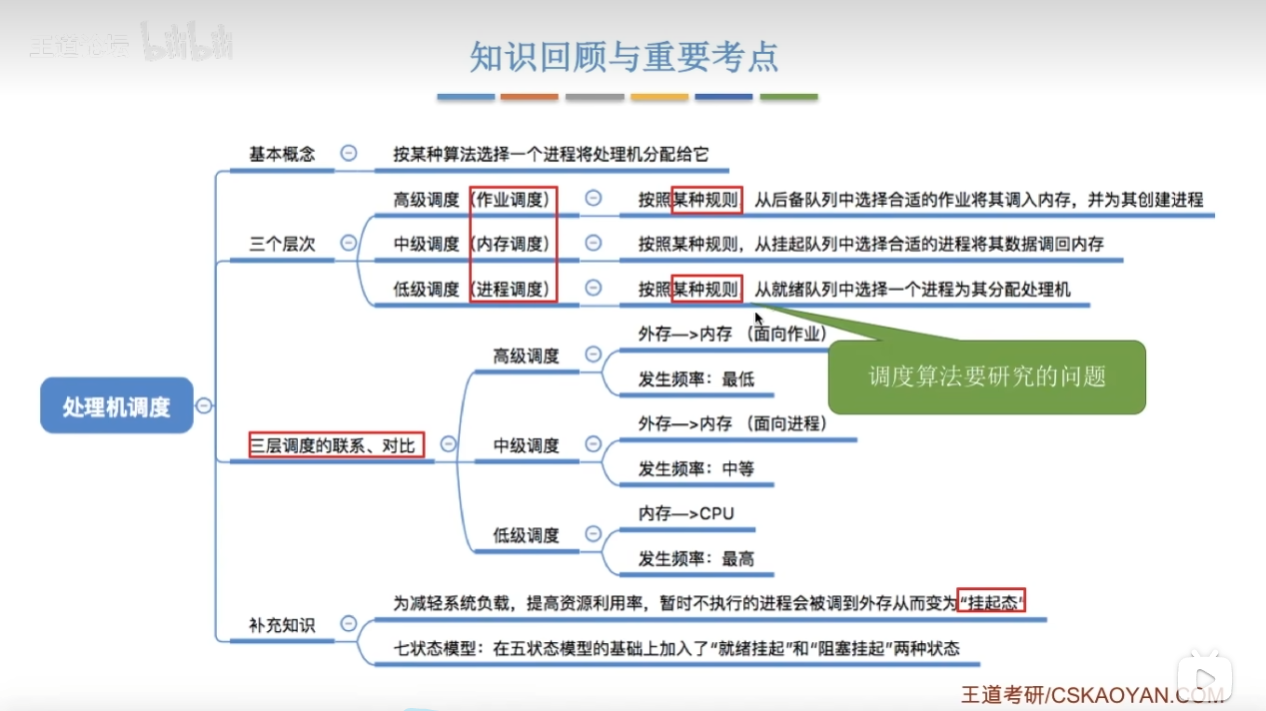 王道论坛 bilibili
知识回顾与重要考点
处理机调度
基本概念
按某种算法选择一个进程将处理机分配给它
三个层次
高级调度（作业调度）
按照某种规则，从后备队列中选择合适的作业将其调入内存，并为其创建进程
中级调度（内存调度）
按照某种规则，从挂起队列中选择合适的进程将其数据调回内存
低级调度（进程调度）
按照某种规则，从就绪队列中选择一个进程为其分配处理机
调度算法要研究的问题
三层调度的联系、对比
高级调度
外存—>内存 （面向作业）
发生频率：最低
中级调度
外存—>内存 （面向进程）
发生频率：中等
低级调度
内存—>CPU
发生频率：最高
补充知识
为减轻系统负载，提高资源利用率，暂时不执行的进程会被调到外存从而变为“挂起态”
七状态模型：在五状态模型的基础上加入了“就绪挂起”和“阻塞挂起”两种状态
王道考研/CSKAOYAN.COM